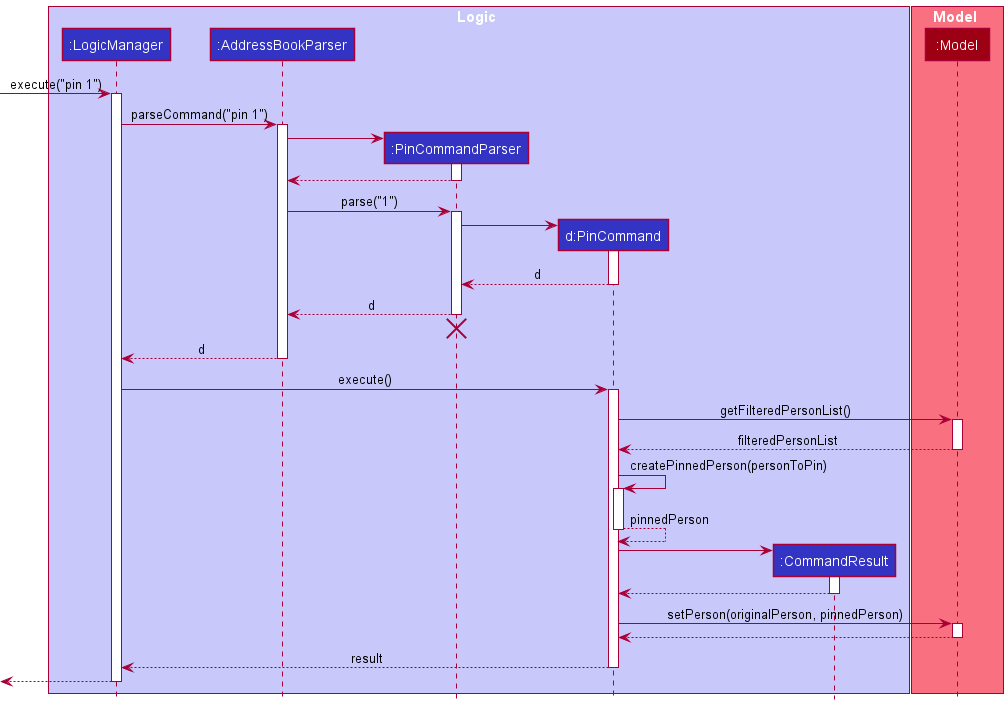 Logic
Model
:LogicManager
:AddressBookParser
:Model
execute("pin 1")
parseCommand("pin 1")
:PinCommandParser
parse("1")
d:PinCommand
d
d
d
execute()
getFilteredPersonList()
filteredPersonList
createPinnedPerson(personToPin)
pinnedPerson
:CommandResult
setPerson(originalPerson, pinnedPerson)
result